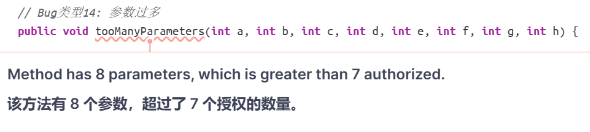 // Bug类型14: 参数过多
public void tooManyParameters(int a, int b, int c, int d, int e, int f, int g, int h) {
Method has 8 parameters, which is greater than 7 authorized.
该方法有 8 个参数，超过了 7 个授权的数量。